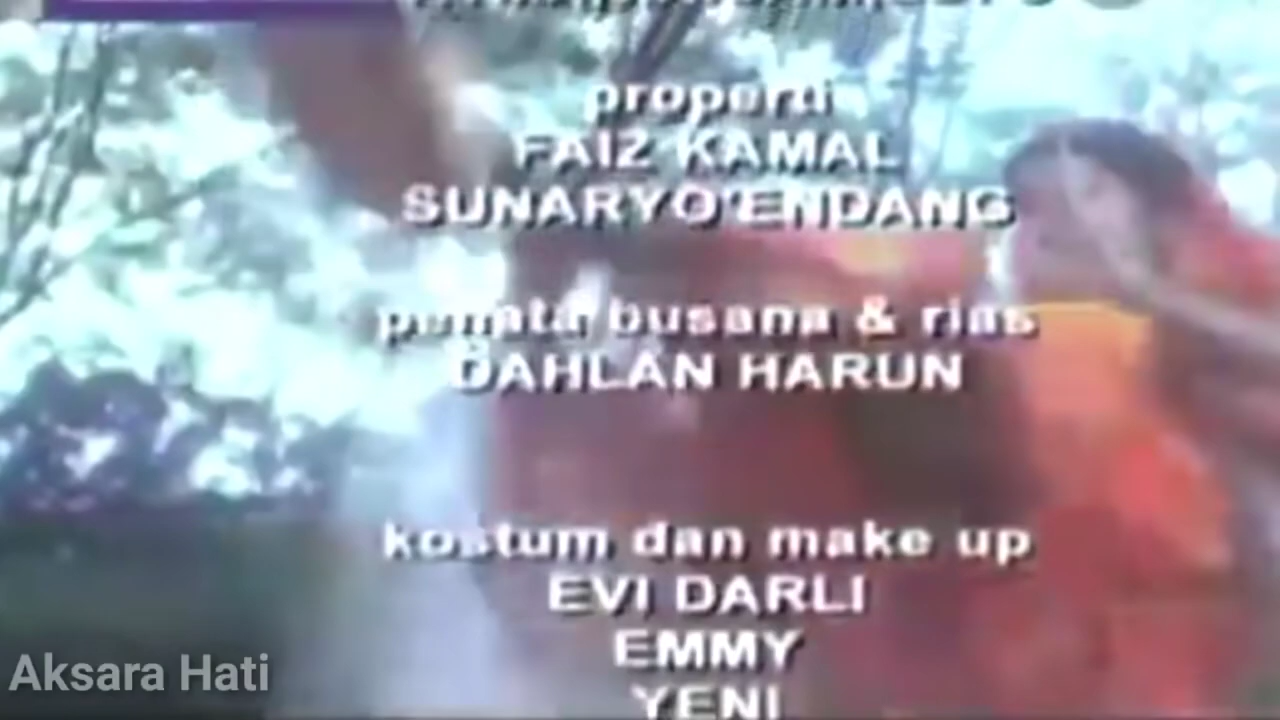 propertis
FAIZ KAMAL
SUNARYO'ENDANG
penata busana & rias
DAHLAN HARUN
kostum dan make up
EVI DARLI
EMMY
YENI
Aksara Hati